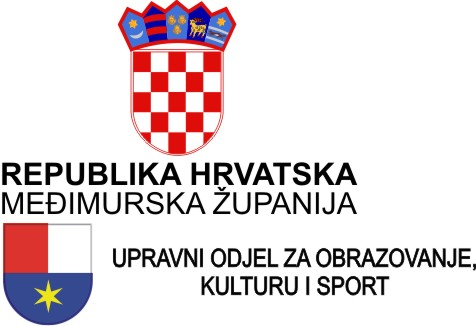 REPUBLIKA HRVATSKA
MEĐIMURSKA ŽUPANIJA
UPRAVNI ODJEL ZA OBRAZOVANJE,
KULTURU I SPORT